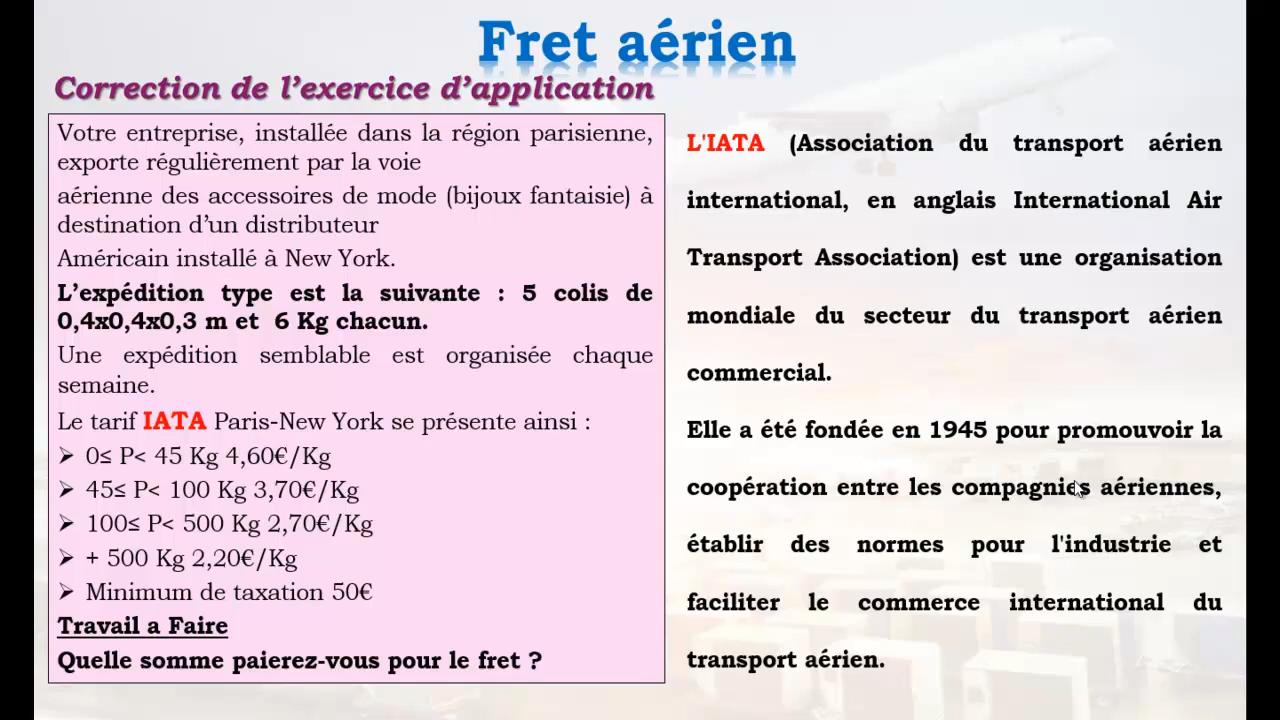 Fret aérien
Correction de l’exercice d’application
Votre entreprise, installée dans la région parisienne,
exporte régulièrement par la voie
aérienne des accessoires de mode (bijoux fantaisie) à
destination d’un distributeur
Américain installé à New York.
L’expédition type est la suivante : 5 colis de
0,4x0,4x0,3 m et 6 Kg chacun.
Une expédition semblable est organisée chaque
semaine.
Le tarif IATA Paris-New York se présente ainsi :
➢ 0≤ P< 45 Kg 4,60€/Kg
➢ 45≤ P< 100 Kg 3,70€/Kg
➢ 100≤ P< 500 Kg 2,70€/Kg
➢ + 500 Kg 2,20€/Kg
➢ Minimum de taxation 50€
Travail a Faire
Quelle somme paierez-vous pour le fret ?
L'IATA (Association du transport aérien
international, en anglais International Air
Transport Association) est une organisation
mondiale du secteur du transport aérien
commercial.
Elle a été fondée en 1945 pour promouvoir la
coopération entre les compagnies aériennes,
établir des normes pour l'industrie et
faciliter le commerce international du
transport aérien.